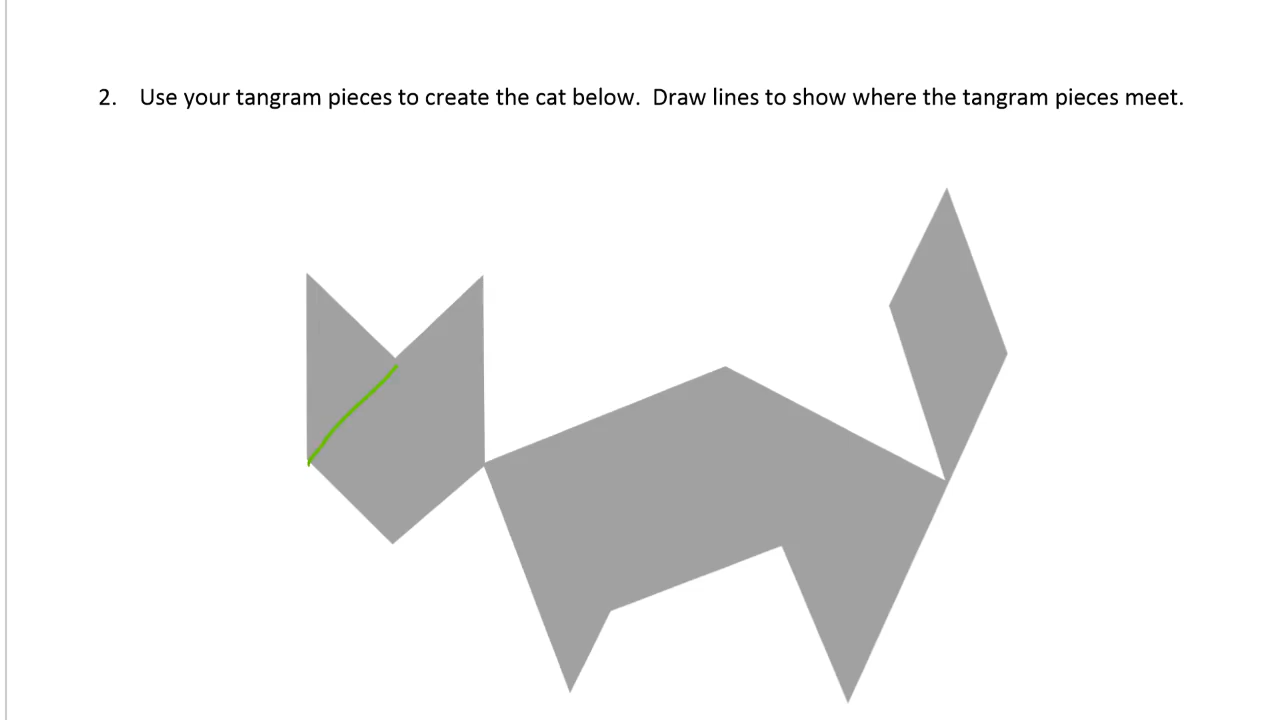 2. Use your tangram pieces to create the cat below. Draw lines to show where the tangram pieces meet.